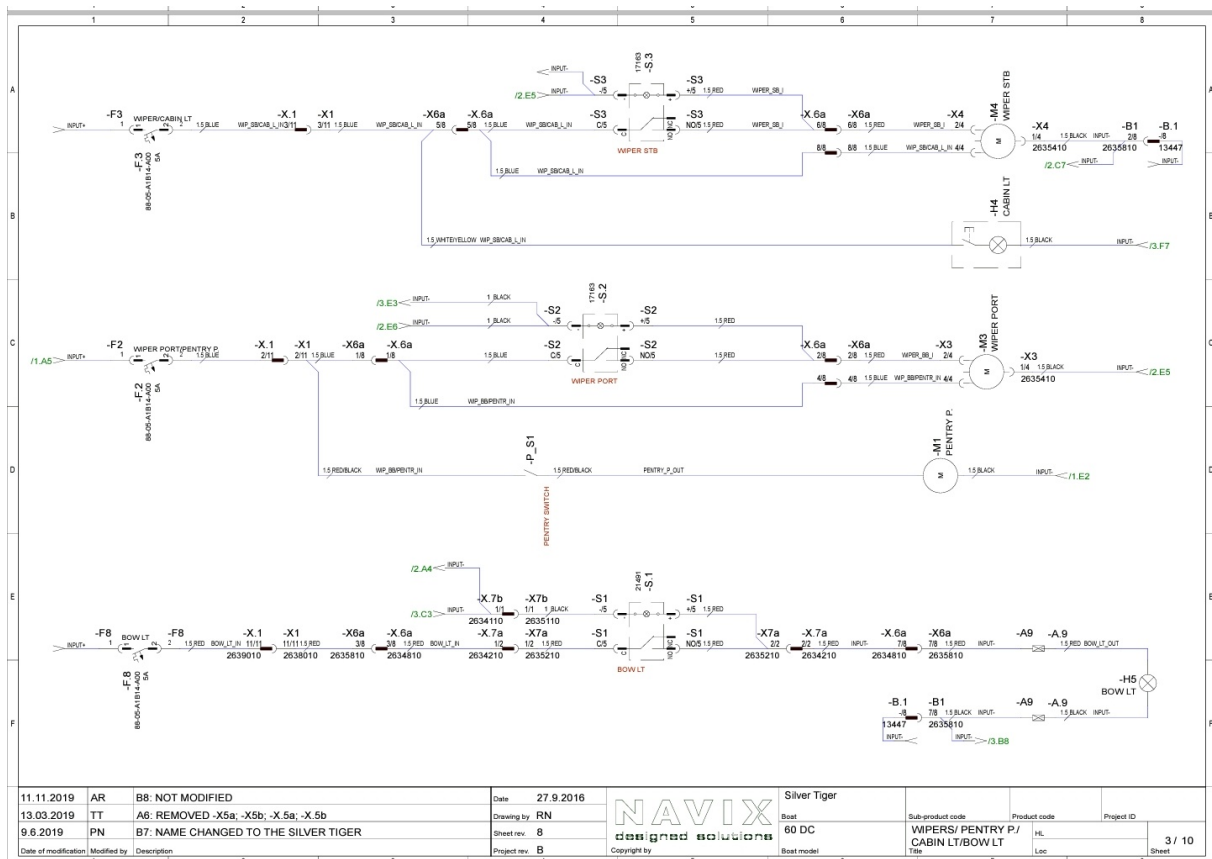 1 2 3 4 5 6 7 8
A
INPUT-
/2.E5 INPUT-
-S3 -/5
17163 -S.3
-S3 +/5 1.5 RED WIPER_SB_I
INPUT+ -F3 1 WIPER/CABIN LT 1 2 2 1.5 BLUE WIP_SB/CAB_L_IN -X.1 3/11 -X1 3/11 1.5 BLUE WIP_SB/CAB_L_IN -X6a 5/8 -X.6a 5/8 1.5 BLUE WIP_SB/CAB_L_IN -S3 C/5 C NO NC -S3 NO/5 1.5 RED WIPER_SB_I -X.6a 6/8 -X6a 6/8 1.5 RED WIPER_SB_I -X4 2/4 M -M4 WIPER STB -X4 1/4 1.5 BLACK INPUT- -B1 2/8 -B.1 -/8
2635410 2635810 13447
-F.3 88-05-A1B14-A00 5A
WIPER STB
8/8 8/8 1.5 BLUE WIP_SB/CAB_L_IN 4/4
/2.C7 INPUT- INPUT-
1.5 BLUE WIP_SB/CAB_L_IN
B
-H4 CABIN LT
1.5 WHITE/YELLOW WIP_SB/CAB_L_IN 1.5 BLACK INPUT- /3.F7
/3.E3 INPUT- 1 BLACK
17163 -S.2
/2.E6 INPUT- 1 BLACK -S2 -/5 -S2 +/5 1.5 RED
C
/1.A5 INPUT+ -F2 1 WIPER PORT/PENTRY P. 1 2 2 1.5 BLUE -X.1 2/11 -X1 2/11 1.5 BLUE -X6a 1/8 -X.6a 1/8 1.5 BLUE -S2 C/5 C NO NC -S2 NO/5 1.5 RED -X.6a 2/8 -X6a 2/8 1.5 RED WIPER_BB_I -X3 2/4 M -M3 WIPER PORT -X3 1/4 1.5 BLACK INPUT- /2.E5
2635410
-F.2 88-05-A1B14-A00 5A
WIPER PORT
4/8 4/8 1.5 BLUE WIP_BB/PENTR_IN 4/4
1.5 BLUE WIP_BB/PENTR_IN
D
1.5 RED/BLACK WIP_BB/PENTR_IN -P_S1 1.5 RED/BLACK PENTRY_P_OUT M -M1 PENTRY P. 1.5 BLACK INPUT- /1.E2
PENTRY SWITCH
E
/2.A4 INPUT-
21491 -S.1
/3.C3 INPUT- -X.7b 1/1 2634110 -X7b 1/1 2635110 1 BLACK -S1 -/5 -S1 +/5 1.5 RED
INPUT+ -F8 1 BOW LT 1 2 -F8 2 1.5 RED BOW_LT_IN -X.1 11/11 2639010 -X1 11/11 2638010 1.5 RED -X6a 3/8 2635810 -X.6a 3/8 2634810 1.5 RED BOW_LT_IN -X.7a 1/2 2634210 -X7a 1/2 2635210 1.5 RED -S1 C/5 C NO NC -S1 NO/5 1.5 RED -X7a 2/2 2635210 -X.7a 2/2 2634210 1.5 RED INPUT- -X.6a 7/8 2634810 -X6a 7/8 2635810 1.5 RED INPUT- -A9 -A.9 1.5 RED BOW_LT_OUT
-F.8 88-05-A1B14-A00 5A
BOW LT
-H5
BOW LT
F
-B.1 -/8 13447 -B1 7/8 2635810 1.5 BLACK INPUT- -A9 -A.9 1.5 BLACK INPUT-
INPUT- INPUT- /3.B8
11.11.2019 AR B8: NOT MODIFIED
13.03.2019 TT A6: REMOVED -X5a; -X5b; -X.5a; -X.5b
9.6.2019 PN B7: NAME CHANGED TO THE SILVER TIGER
Date of modification Modified by Description
Date 27.9.2016
Drawing by RN
Sheet rev. 8
Project rev. B
NAVIX
designed solutions
Copyright by
Silver Tiger
Boat
60 DC
Boat model
Sub-product code Product code Project ID
WIPERS/ PENTRY P./
CABIN LT/BOW LT
Title
HL
Loc
3 / 10
Sheet